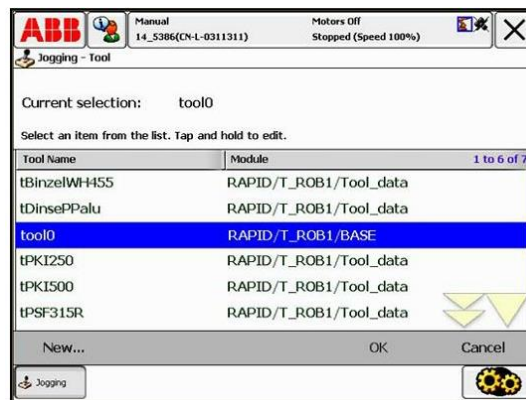 ABB
Manual Motors Off
14_5386(CN-L-0311311) Stopped (Speed 100%)
Jogging - Tool
Current selection: tool0
Select an item from the list. Tap and hold to edit.
Tool Name Module 1 to 6 of 7
tBinzelWH455 RAPID/T_ROB1/Tool_data
tDinsePPalu RAPID/T_ROB1/Tool_data
tool0 RAPID/T_ROB1/BASE
tPKI250 RAPID/T_ROB1/Tool_data
tPKI500 RAPID/T_ROB1/Tool_data
tPSF315R RAPID/T_ROB1/Tool_data
New... OK Cancel
Jogging